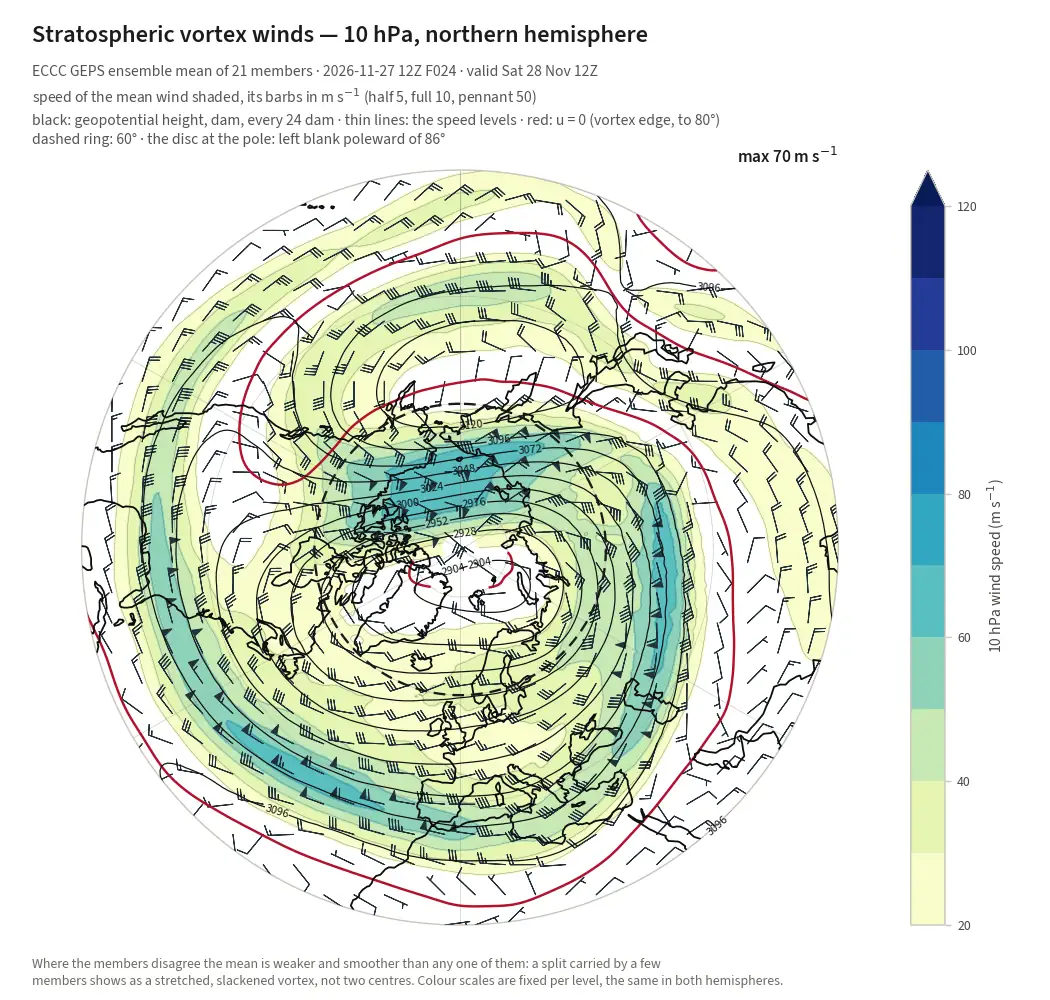 Stratospheric vortex winds — 10 hPa, northern hemisphere
ECCC GEPS ensemble mean of 21 members · 2026-11-27 12Z F024 · valid Sat 28 Nov 12Z
speed of the mean wind shaded, its barbs in m s⁻¹ (half 5, full 10, pennant 50)
black: geopotential height, dam, every 24 dam · thin lines: the speed levels · red: u = 0 (vortex edge, to 80°)
dashed ring: 60° · the disc at the pole: left blank poleward of 86°
max 70 m s⁻¹
120
100
80
60
40
20
10 hPa wind speed (m s⁻¹)
3096
3120
3096
3072
3048
3024
3000
2976
2952
2928
2904
2904
3096
3096
Where the members disagree the mean is weaker and smoother than any one of them: a split carried by a few
members shows as a stretched, slackened vortex, not two centres. Colour scales are fixed per level, the same in both hemispheres.